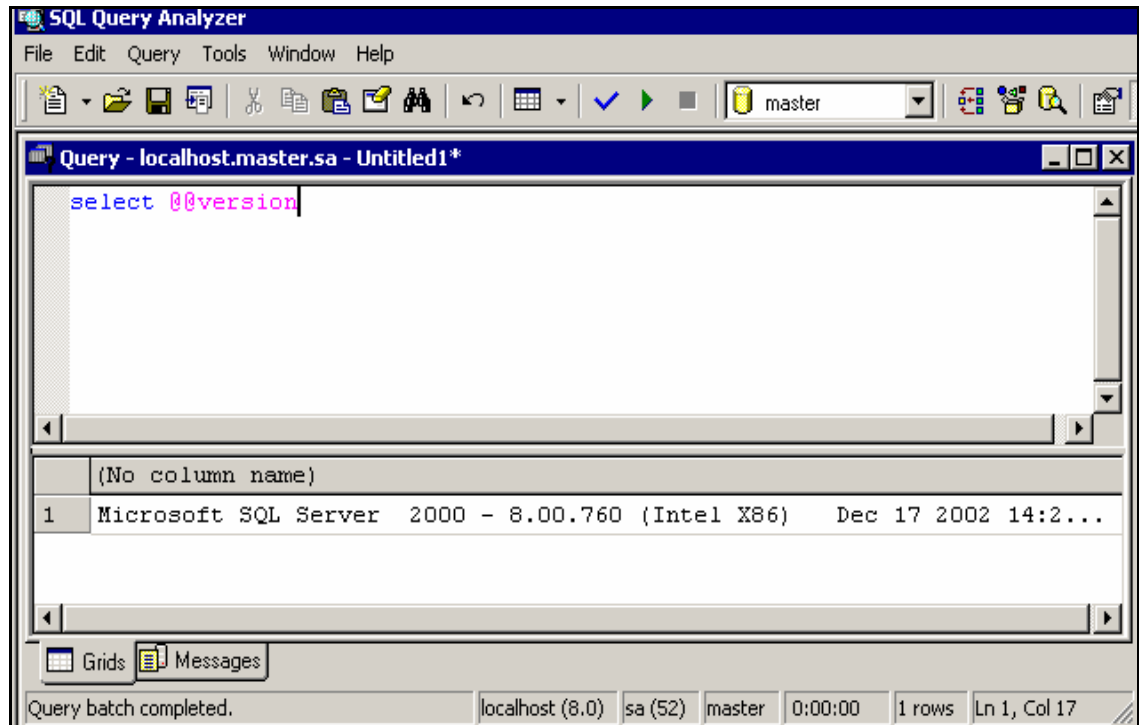 SQL Query Analyzer
File Edit Query Tools Window Help
master
Query - localhost.master.sa - Untitled1*
select @@version
(No column name)
1 Microsoft SQL Server  2000 - 8.00.760 (Intel X86)   Dec 17 2002 14:2...
Grids Messages
Query batch completed. localhost (8.0) sa (52) master 0:00:00 1 rows Ln 1, Col 17